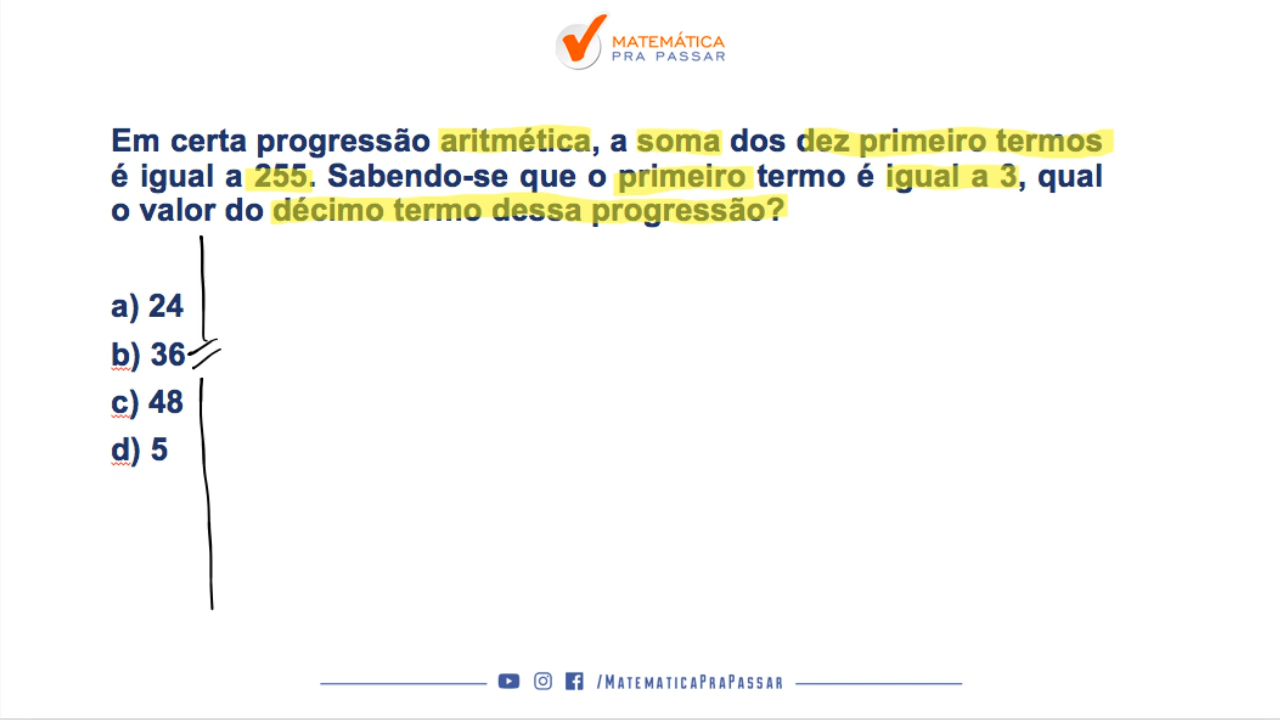 MATEMÁTICA
PRA PASSAR
Em certa progressão aritmética, a soma dos dez primeiro termos
é igual a 255. Sabendo-se que o primeiro termo é igual a 3, qual
o valor do décimo termo dessa progressão?
a) 24
b) 36
c) 48
d) 5
/MATEMATICAPRAPASSAR